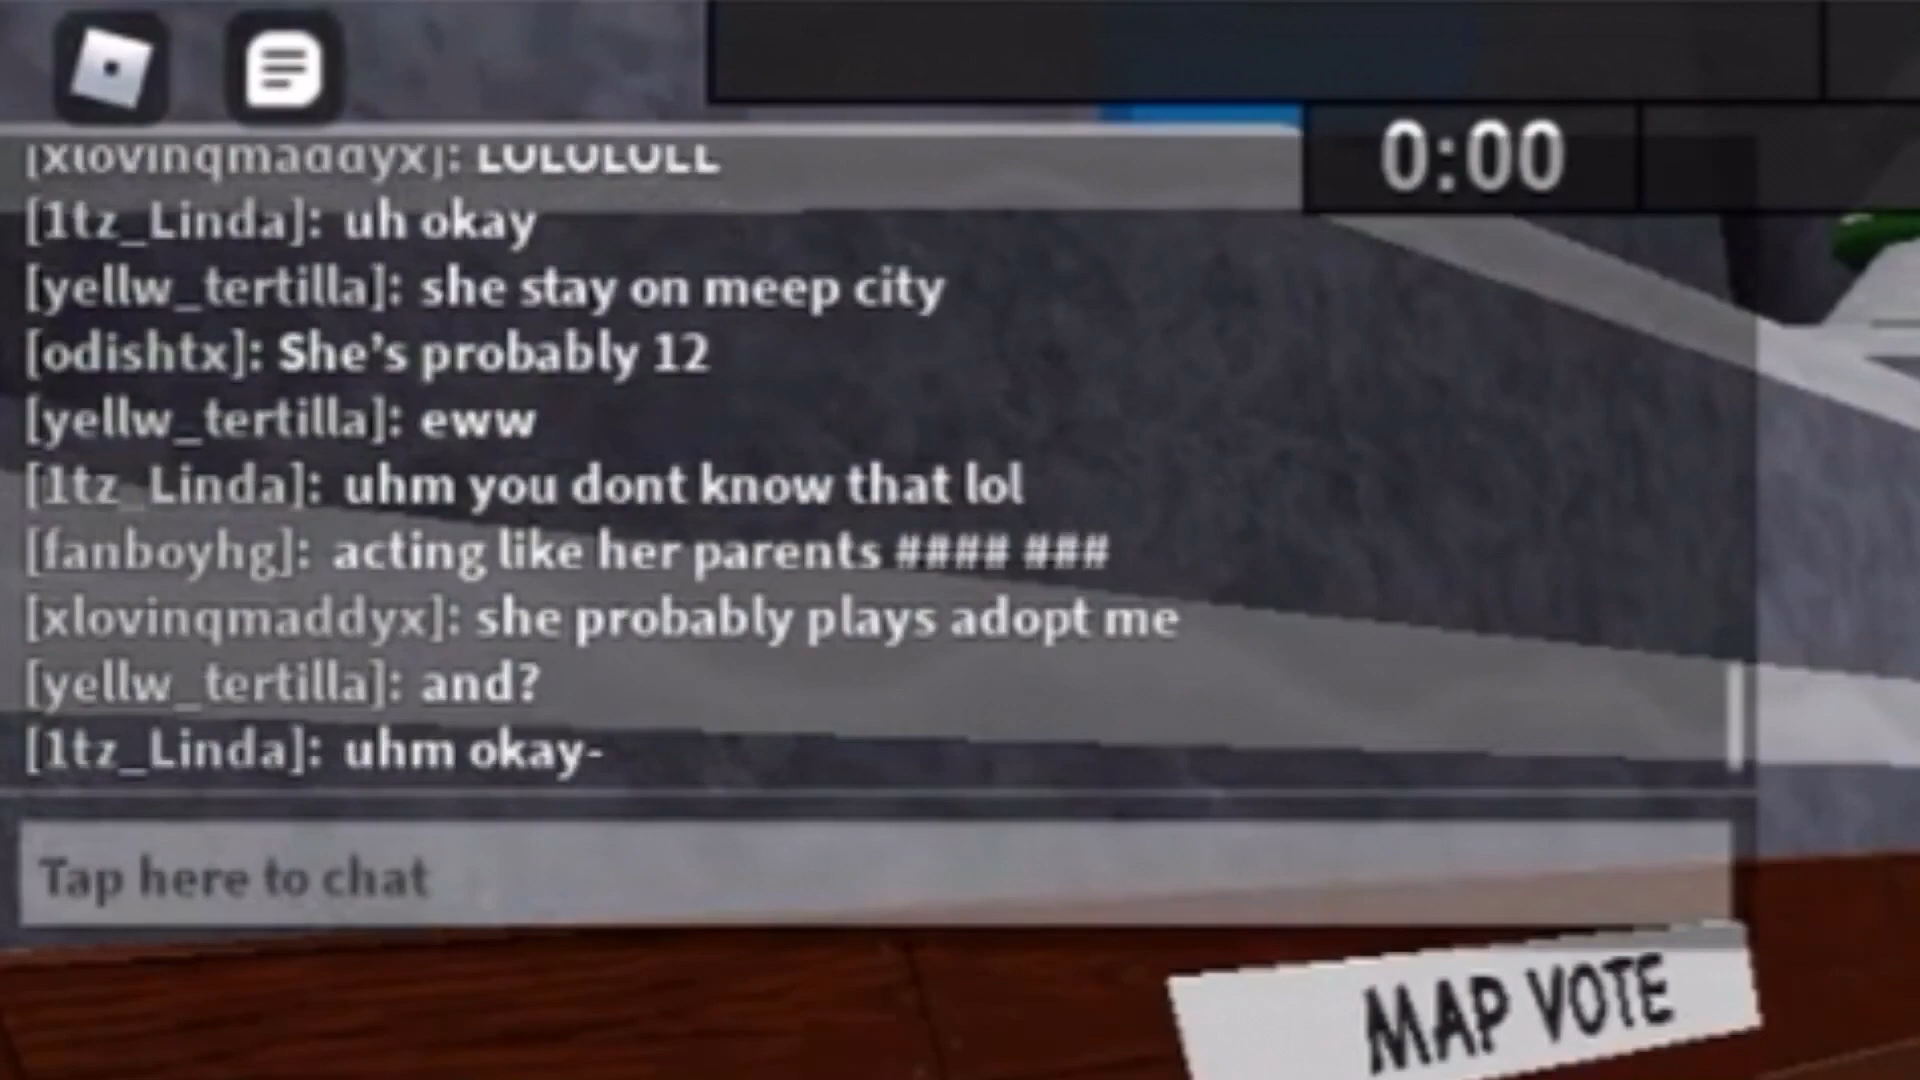 0:00
[xlovinqmaddyx]: LOLOLOLL
[1tz_Linda]: uh okay
[yellw_tertilla]: she stay on meep city
[odishtx]: She's probably 12
[yellw_tertilla]: eww
[1tz_Linda]: uhm you dont know that lol
[fanboyhg]: acting like her parents #### ###
[xlovinqmaddyx]: she probably plays adopt me
[yellw_tertilla]: and?
[1tz_Linda]: uhm okay-
Tap here to chat
MAP VOTE